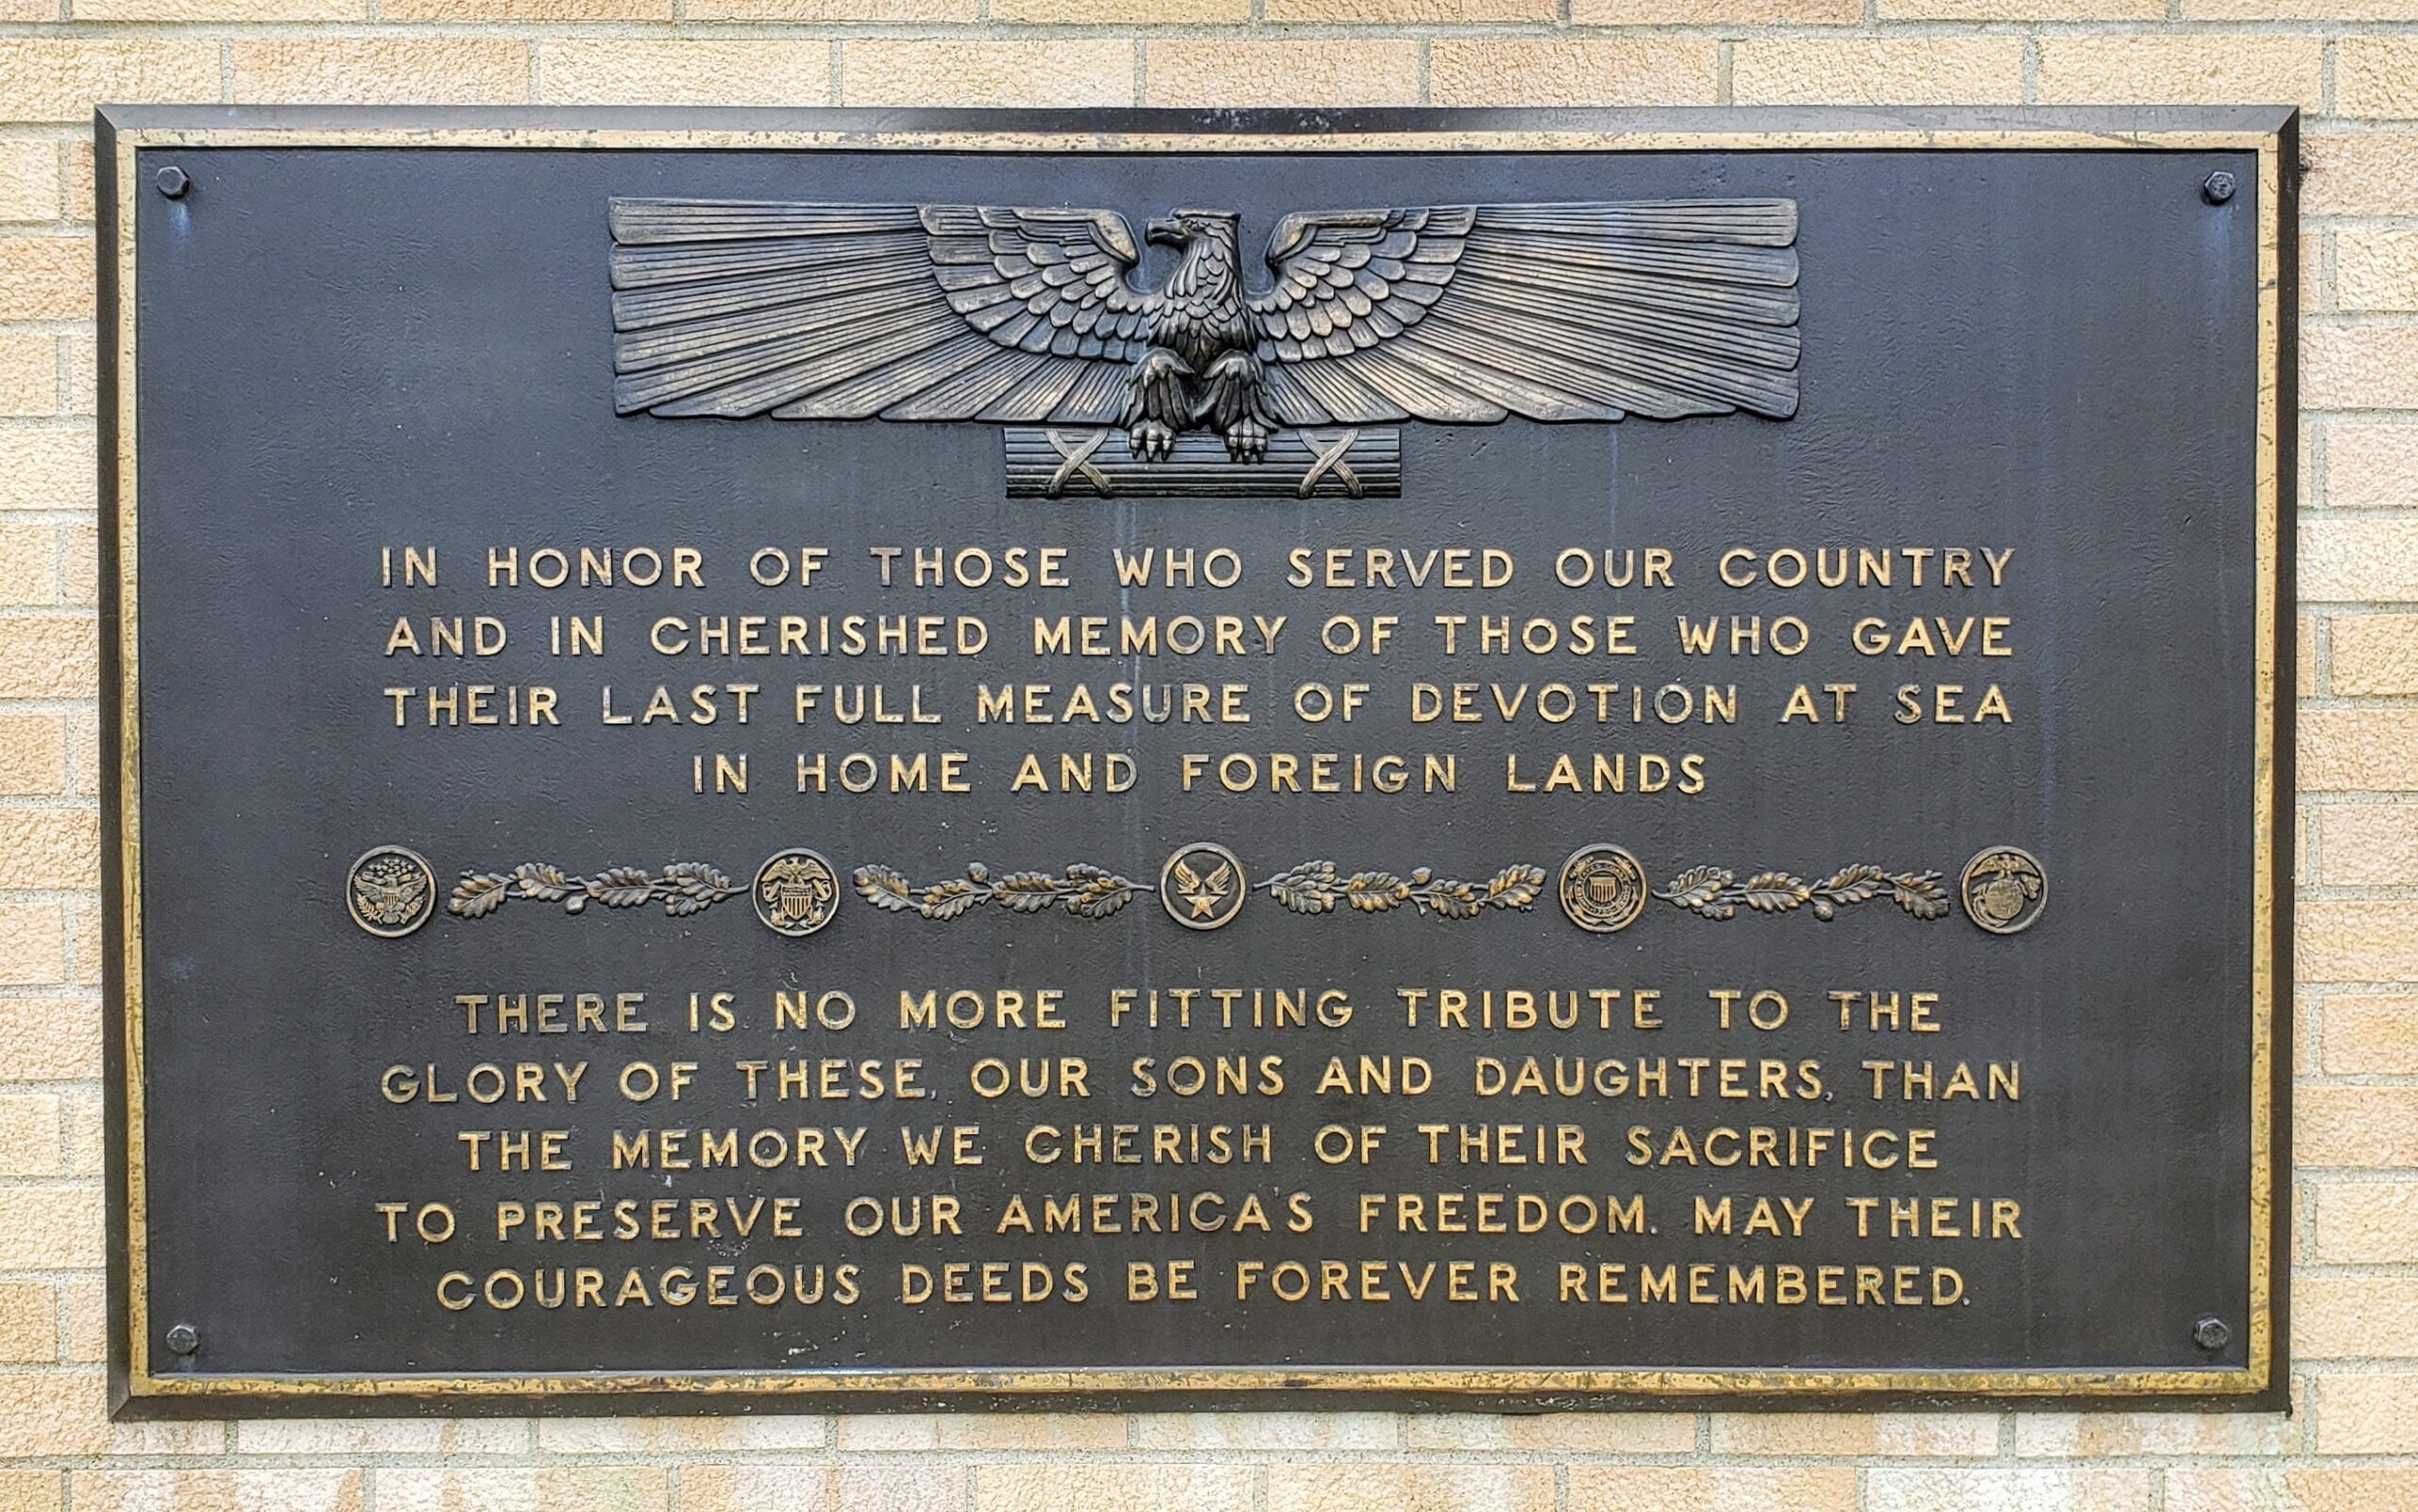 IN HONOR OF THOSE WHO SERVED OUR COUNTRY
AND IN CHERISHED MEMORY OF THOSE WHO GAVE
THEIR LAST FULL MEASURE OF DEVOTION AT SEA
IN HOME AND FOREIGN LANDS
THERE IS NO MORE FITTING TRIBUTE TO THE
GLORY OF THESE, OUR SONS AND DAUGHTERS, THAN
THE MEMORY WE CHERISH OF THEIR SACRIFICE
TO PRESERVE OUR AMERICA'S FREEDOM. MAY THEIR
COURAGEOUS DEEDS BE FOREVER REMEMBERED.